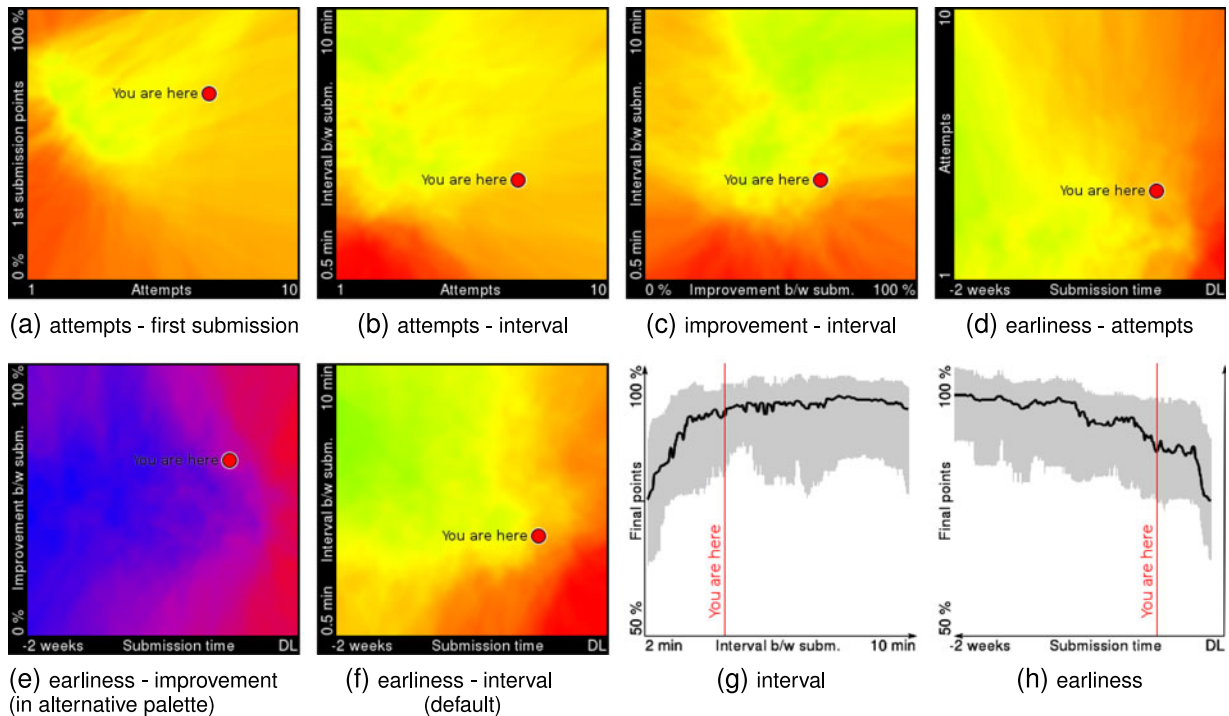 100 %
1st submission points
0 %
You are here
1
Attempts
10
(a) attempts - first submission
10 min
Interval b/w subm.
0.5 min
You are here
1
Attempts
10
(b) attempts - interval
10 min
Interval b/w subm.
0.5 min
You are here
0 %
Improvement b/w subm.
100 %
(c) improvement - interval
10
Attempts
1
You are here
-2 weeks
Submission time
DL
(d) earliness - attempts
100 %
Improvement b/w subm.
0 %
You are here
-2 weeks
Submission time
DL
(e) earliness - improvement
(in alternative palette)
10 min
Interval b/w subm.
0.5 min
You are here
-2 weeks
Submission time
DL
(f) earliness - interval
(default)
100 %
Final points
50 %
You are here
2 min
Interval b/w subm.
10 min
(g) interval
100 %
Final points
50 %
You are here
-2 weeks
Submission time
DL
(h) earliness